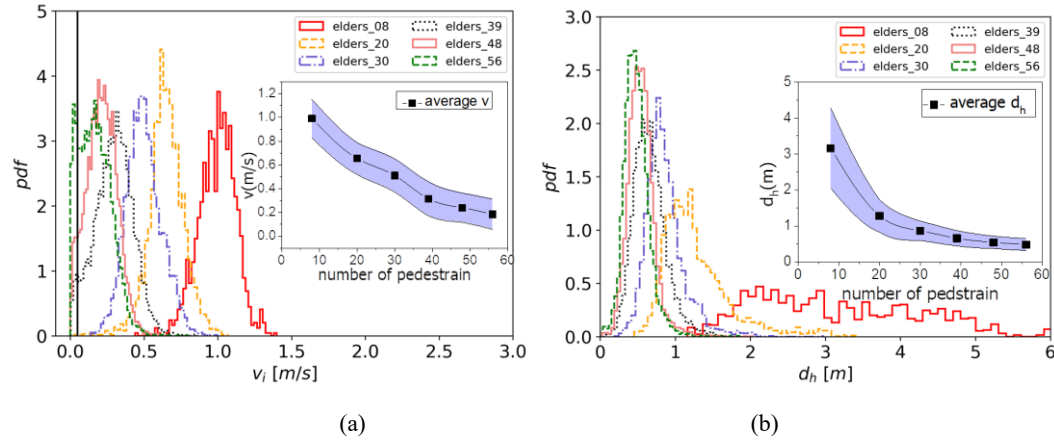 5
4
3
2
1
0
pdf
elders_08
elders_20
elders_30
elders_39
elders_48
elders_56
1.2
1.0
0.8
0.6
0.4
0.2
0.0
v(m/s)
average v
0 10 20 30 40 50 60
number of pedestrain
0.0 0.5 1.0 1.5 2.0 2.5 3.0
v_i [m/s]
(a)
3.0
2.5
2.0
1.5
1.0
0.5
0.0
pdf
elders_08
elders_20
elders_30
elders_39
elders_48
elders_56
5
4
3
2
1
0
d_h(m)
average d_h
0 10 20 30 40 50 60
number of pedstrain
0 1 2 3 4 5 6
d_h [m]
(b)